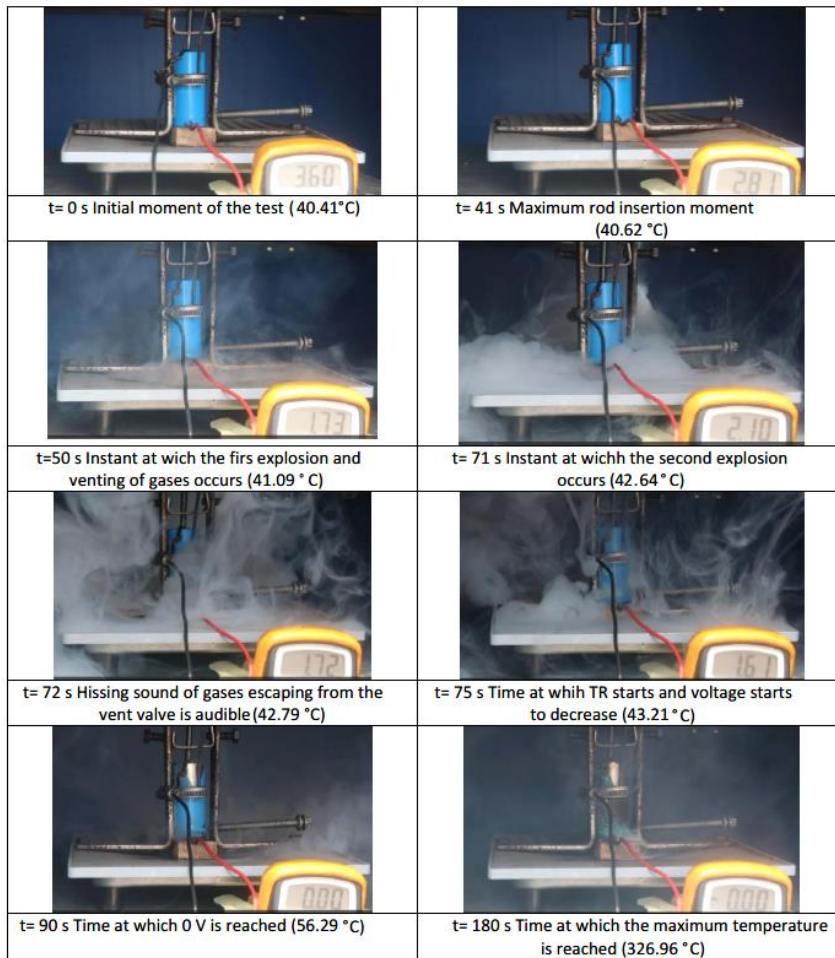 3.60
2.81
t= 0 s Initial moment of the test (40.41°C)
t= 41 s Maximum rod insertion moment
(40.62 °C)
1.73
2.10
t=50 s Instant at wich the firs explosion and
venting of gases occurs (41.09 ° C)
t= 71 s Instant at wichh the second explosion
occurs (42.64°C)
1.72
1.61
t= 72 s Hissing sound of gases escaping from the
vent valve is audible (42.79 °C)
t= 75 s Time at whih TR starts and voltage starts
to decrease (43.21°C)
0.00
- 0.00
t= 90 s Time at which 0 V is reached (56.29 °C)
t= 180 s Time at which the maximum temperature
is reached (326.96 °C)